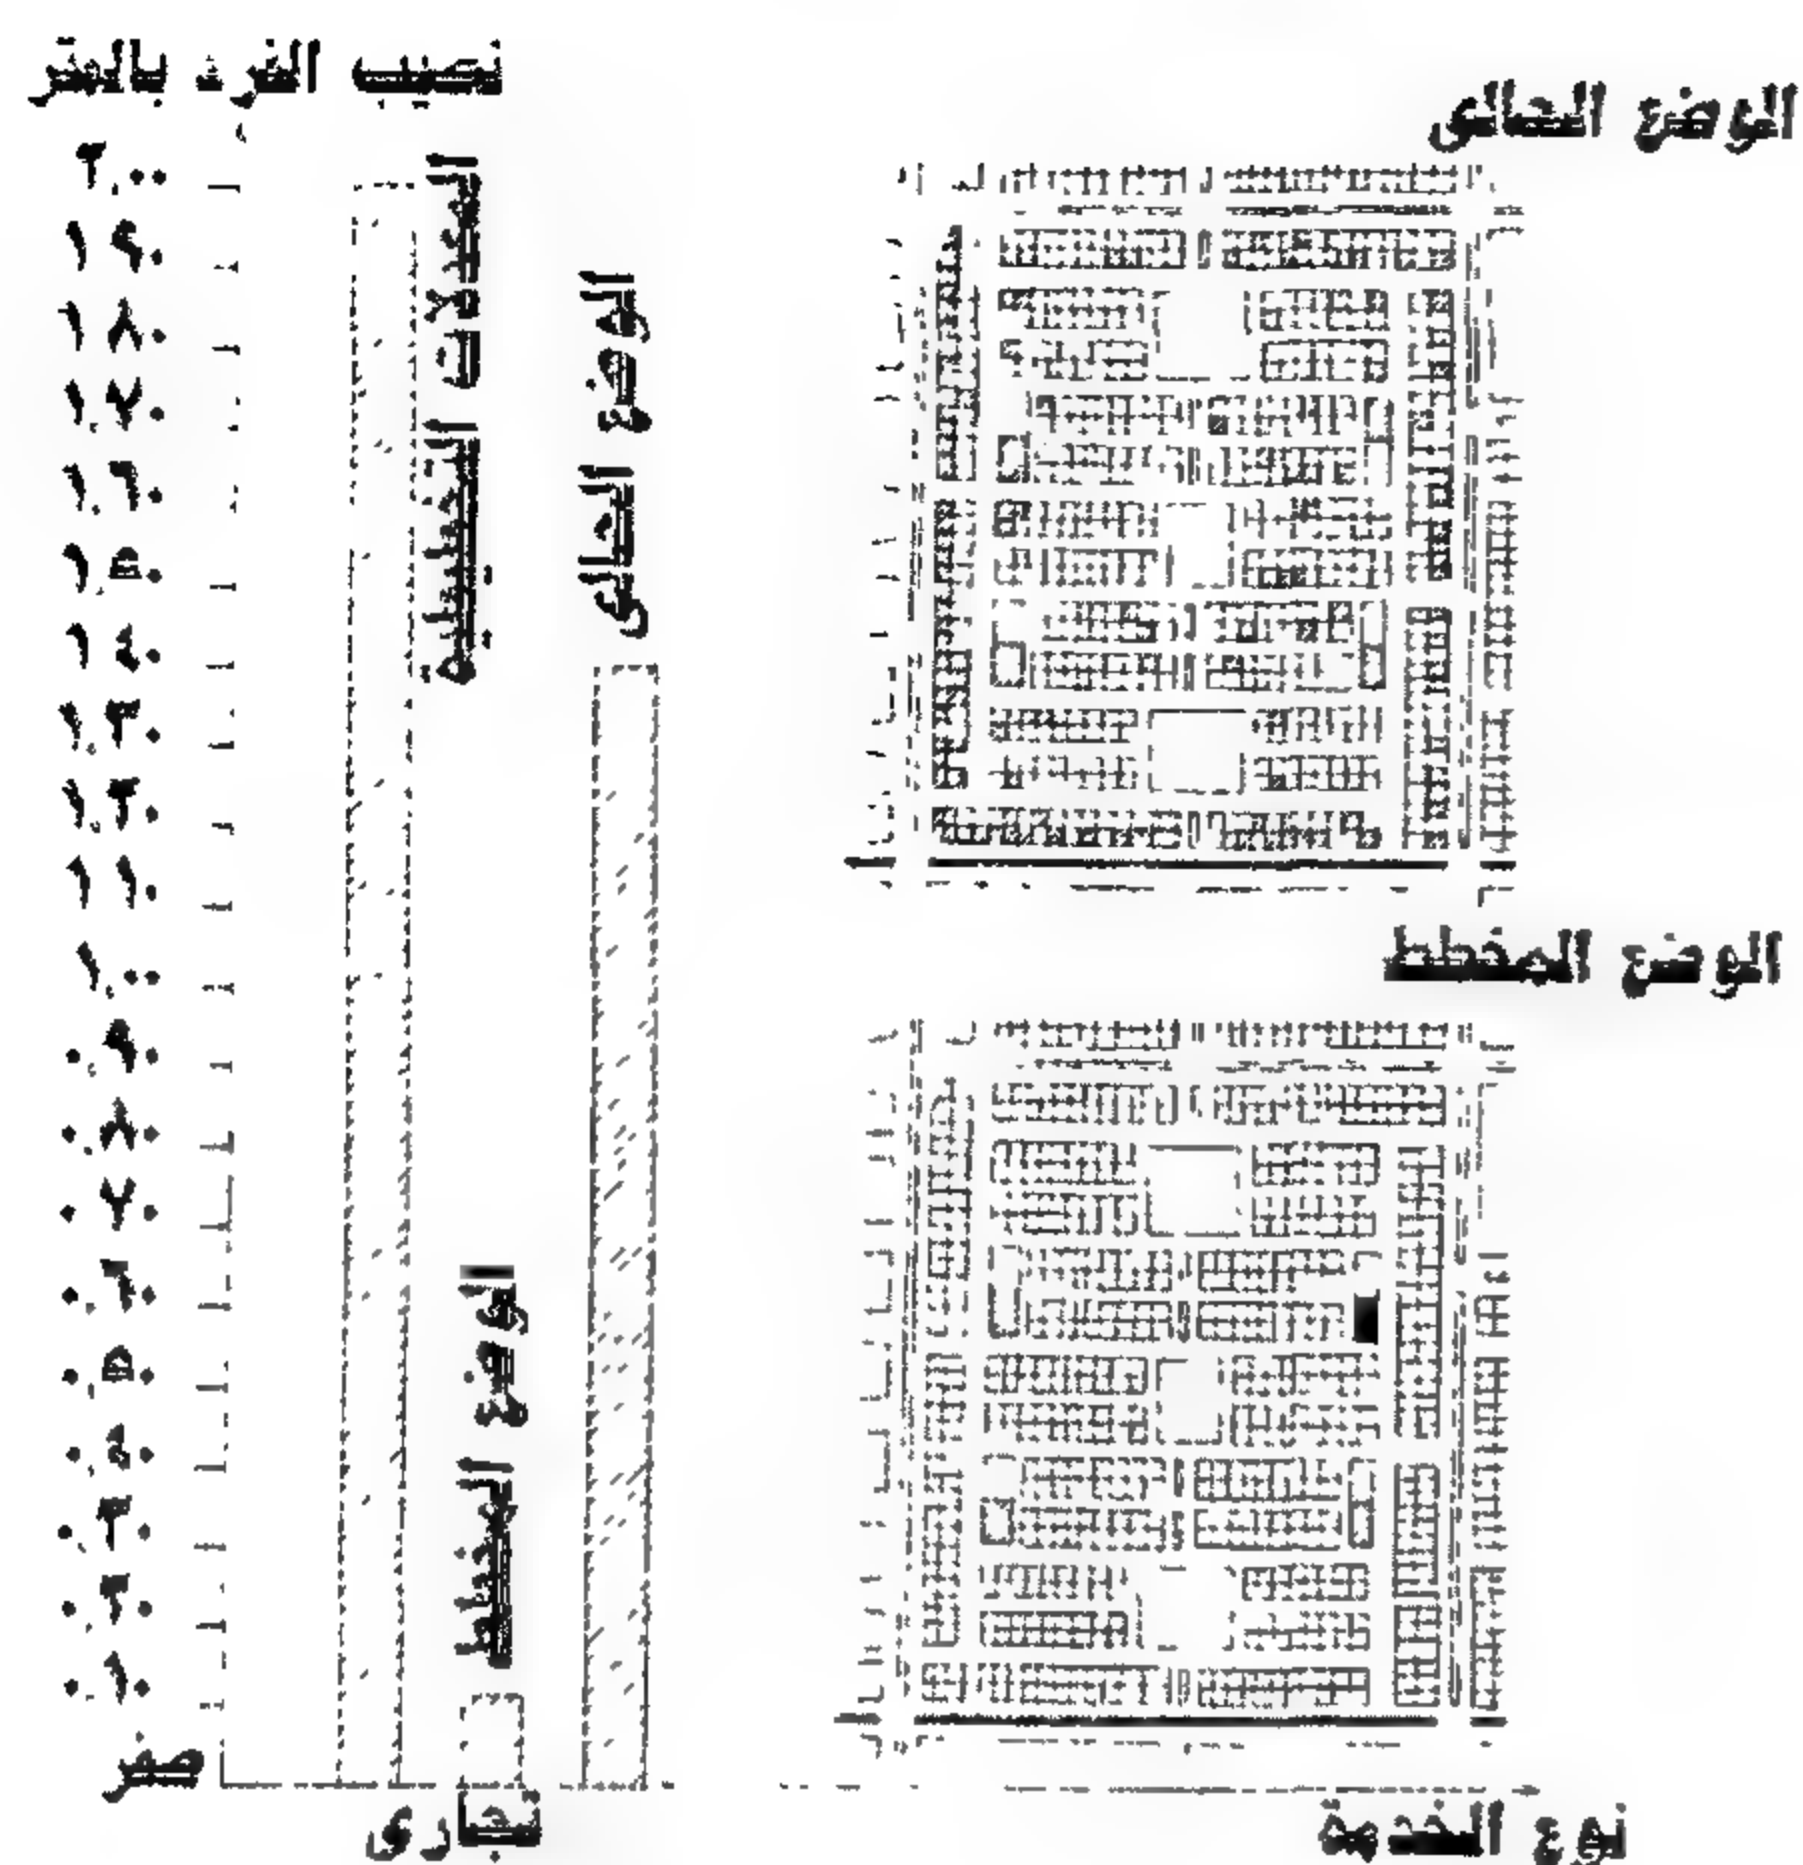 نصيب الفرد بالمتر
الوضع الحالى
٢,٠٠
١,٩٠
١,٨٠
١,٧٠
١,٦٠
١,٥٠
١,٤٠
١,٣٠
١,٢٠
١,١٠
١,٠٠
٠,٩٠
٠,٨٠
٠,٧٠
٠,٦٠
٠,٥٠
٠,٤٠
٠,٣٠
٠,٢٠
٠,١٠
صفر
المعدلات التخطيطية
الوضع الحالى
الوضع المخطط
الوضع المخطط
تجارى
نوع الخدمة